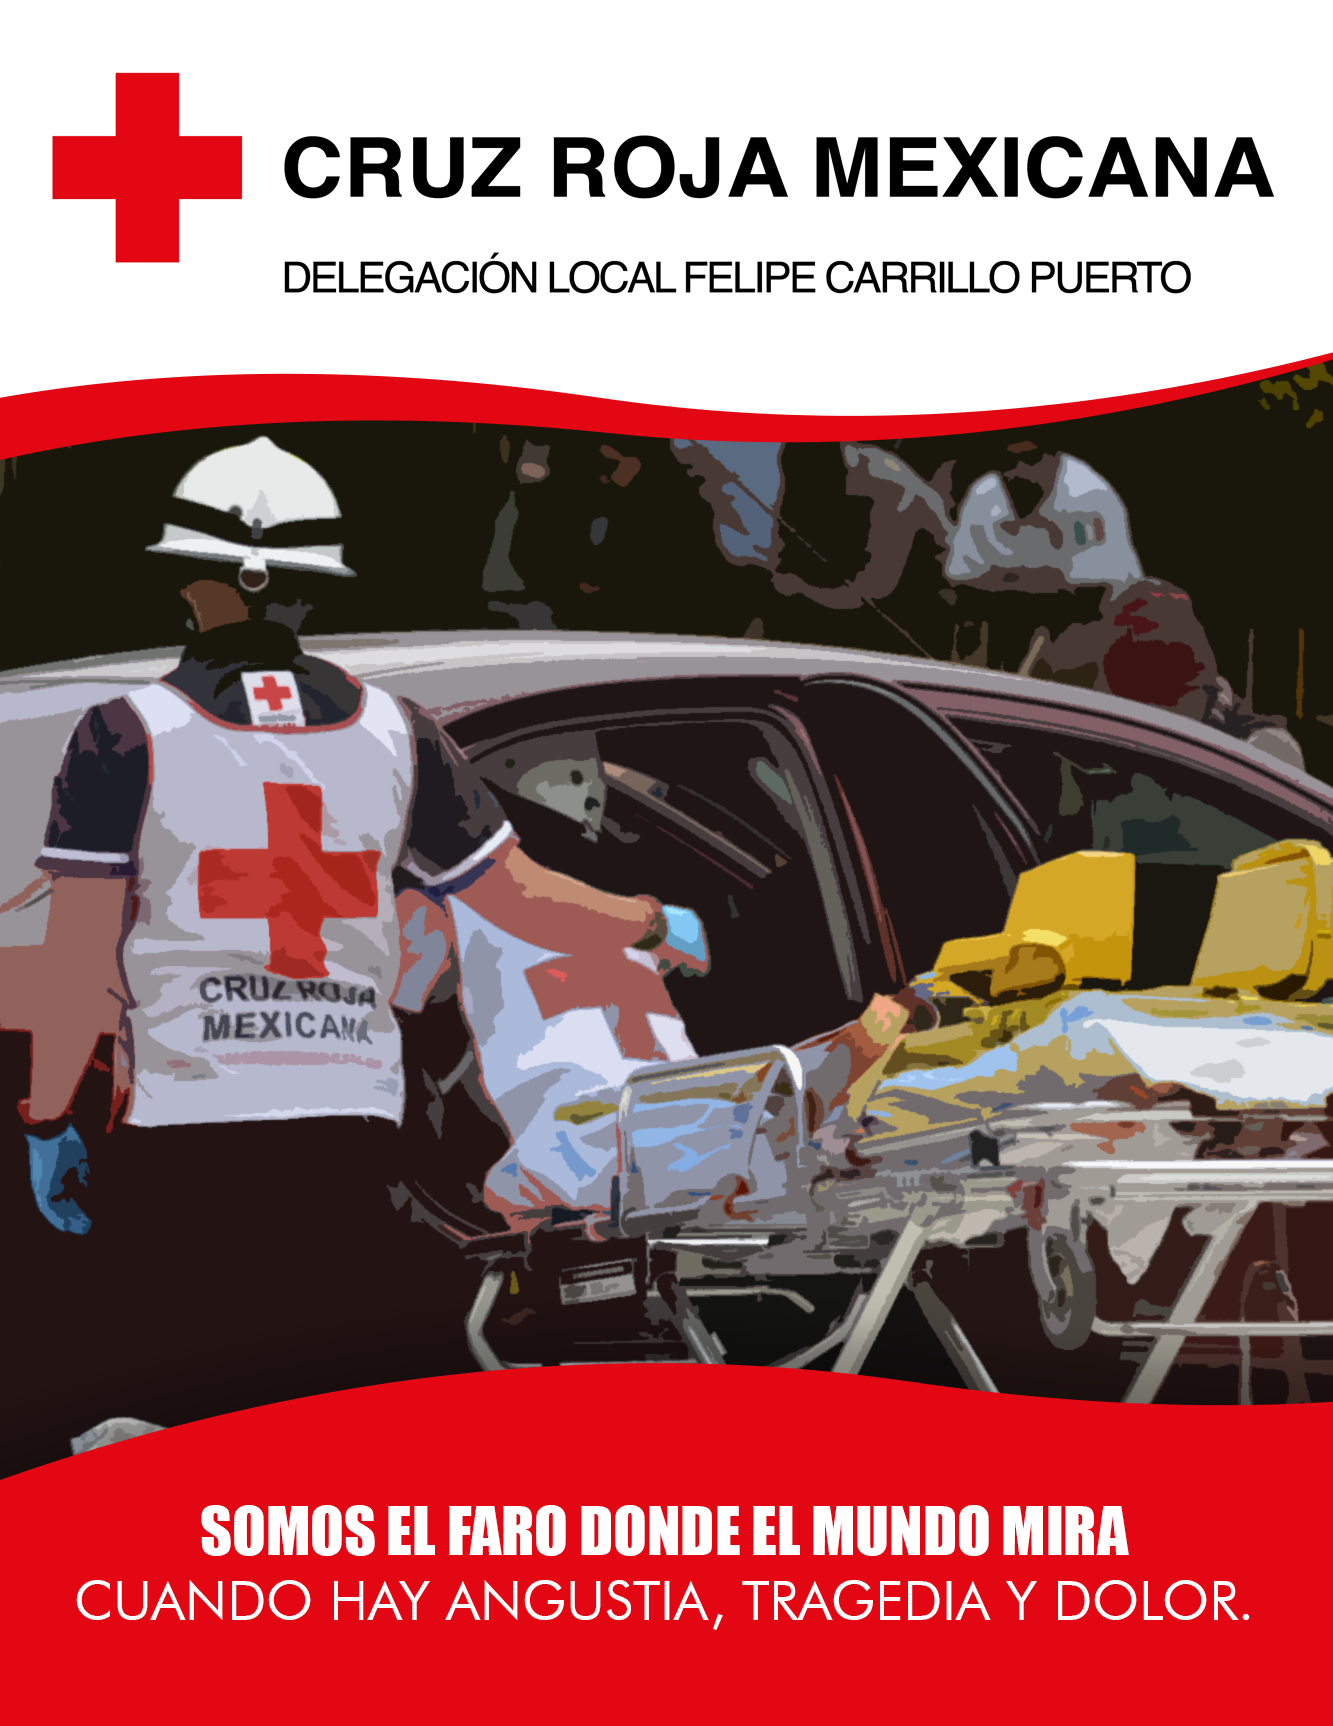 CRUZ ROJA MEXICANA
DELEGACIÓN LOCAL FELIPE CARRILLO PUERTO
CRUZ ROJA
MEXICANA
SOMOS EL FARO DONDE EL MUNDO MIRA
CUANDO HAY ANGUSTIA, TRAGEDIA Y DOLOR.